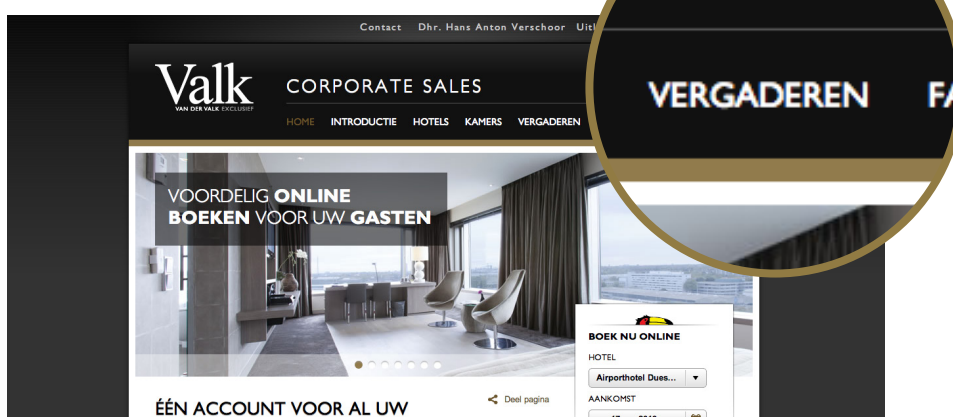 Contact Dhr. Hans Anton Verschoor
Valk
VAN DER VALK EXCLUSIEF
CORPORATE SALES
HOME INTRODUCTIE HOTELS KAMERS VERGADEREN
VERGADEREN
VOORDELIG ONLINE
BOEKEN VOOR UW GASTEN
BOEK NU ONLINE
HOTEL
Airporthotel Dues...
AANKOMST
Deel pagina
ÉÉN ACCOUNT VOOR AL UW